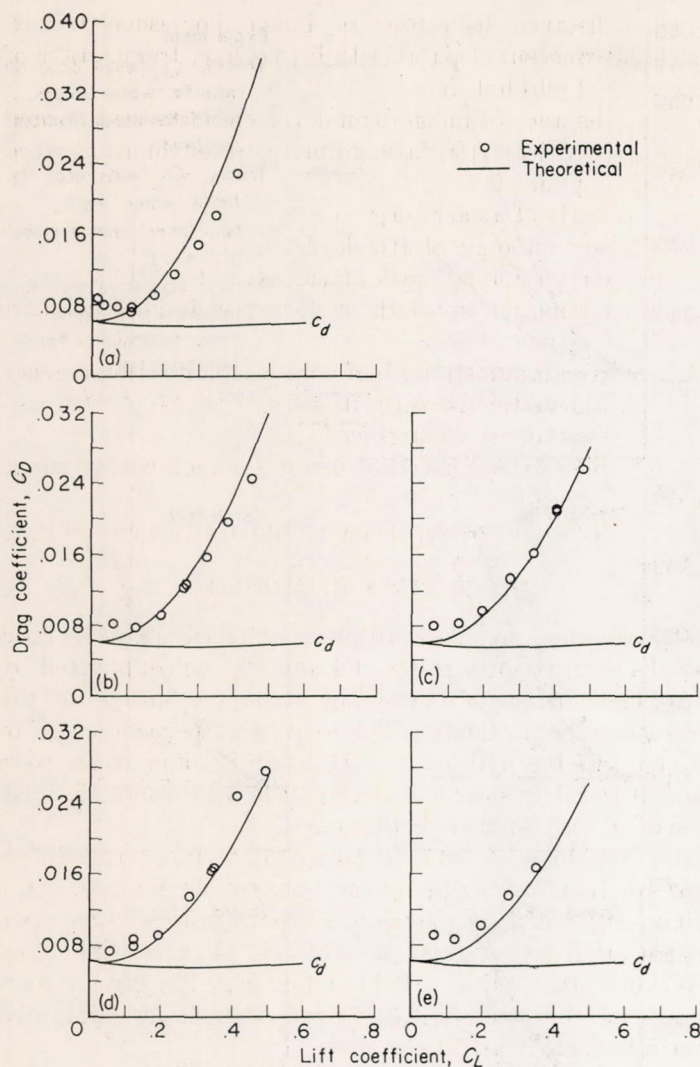 .040
.032
.024
.016
.008
0
Experimental
Theoretical
c_d
(a)
Drag coefficient, C_D
.032
.024
.016
.008
0
c_d
(b)
c_d
(c)
.032
.024
.016
.008
0
c_d
(d)
c_d
(e)
0 .2 .4 .6 .8
0 .2 .4 .6 .8
Lift coefficient, C_L